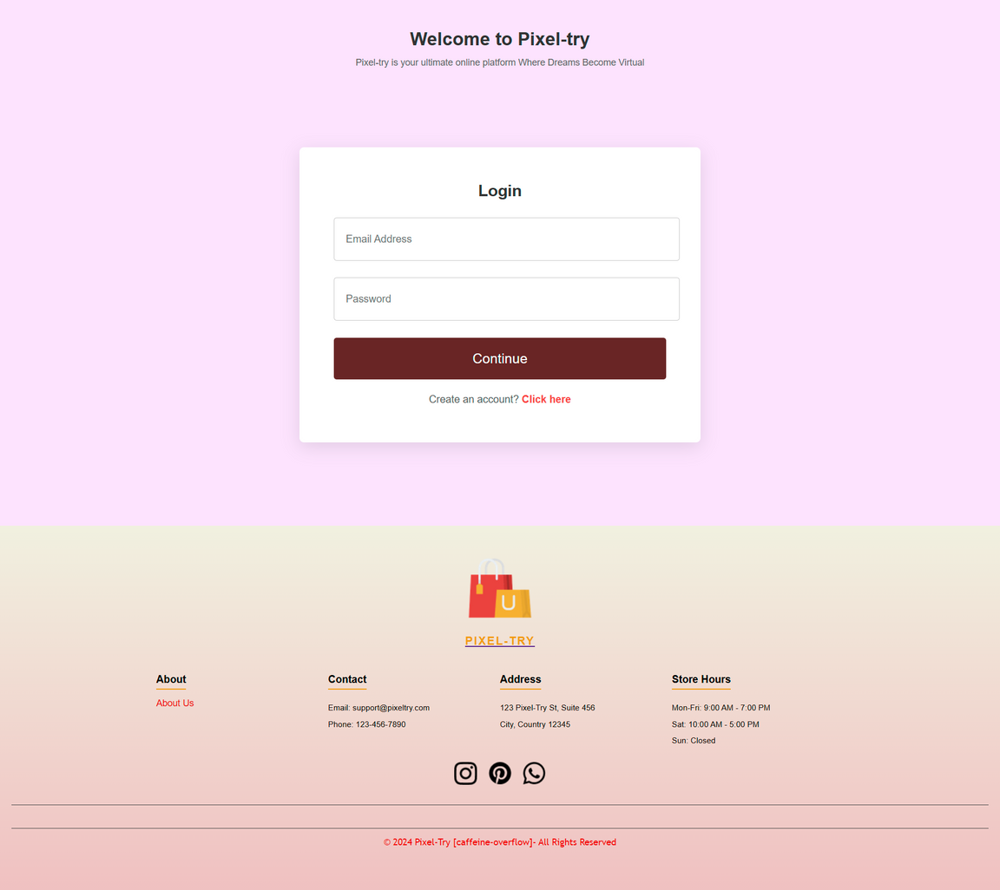 Welcome to Pixel-try
Pixel-try is your ultimate online platform Where Dreams Become Virtual
Login
Email Address
Password
Continue
Create an account? Click here
U
PIXEL-TRY
About
About Us
Contact
Email: support@pixeltry.com
Phone: 123-456-7890
Address
123 Pixel-Try St, Suite 456
City, Country 12345
Store Hours
Mon-Fri: 9:00 AM - 7:00 PM
Sat: 10:00 AM - 5:00 PM
Sun: Closed
© 2024 Pixel-Try [caffeine-overflow]- All Rights Reserved